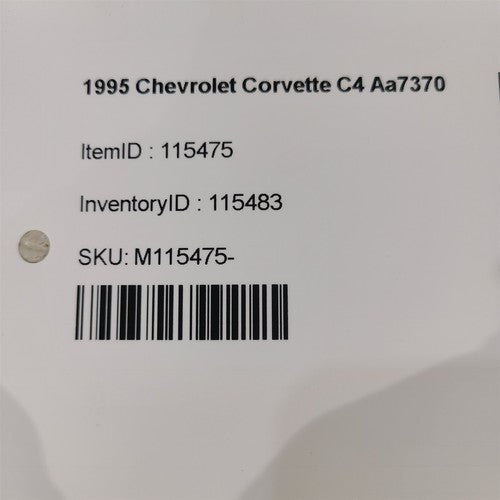 1995 Chevrolet Corvette C4 Aa7370
ItemID : 115475
InventoryID : 115483
SKU: M115475-